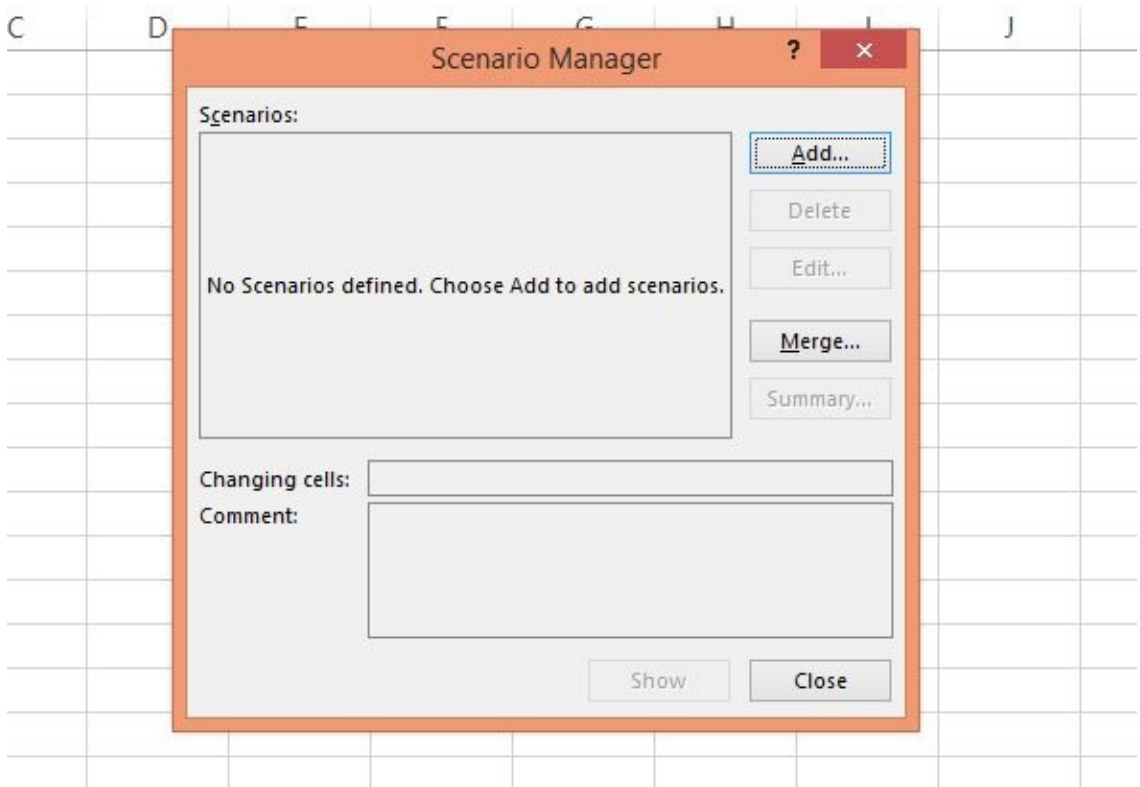 C D E F G H I J
Scenario Manager ? ×
Scenarios:
Add...
Delete
Edit...
No Scenarios defined. Choose Add to add scenarios.
Merge...
Summary...
Changing cells:
Comment:
Show Close